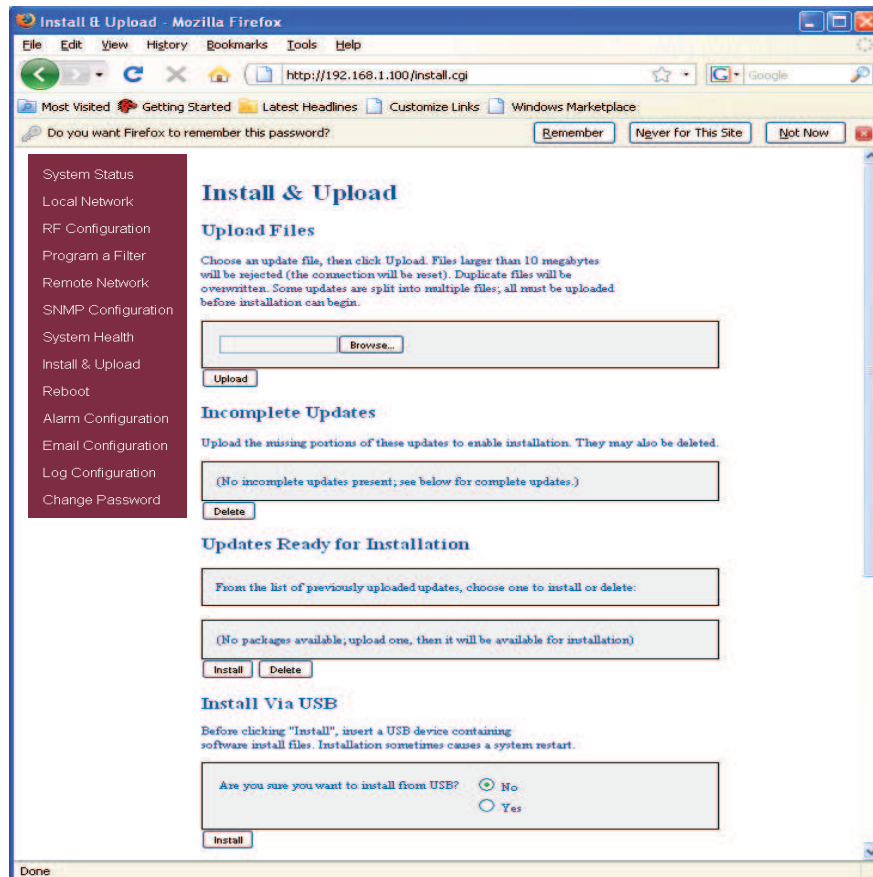 Install & Upload - Mozilla Firefox
File Edit View History Bookmarks Tools Help
http://192.168.1.100/install.cgi
G Google
Most Visited Getting Started Latest Headlines Customize Links Windows Marketplace
Do you want Firefox to remember this password? Remember Never for This Site Not Now
System Status
Local Network
RF Configuration
Program a Filter
Remote Network
SNMP Configuration
System Health
Install & Upload
Reboot
Alarm Configuration
Email Configuration
Log Configuration
Change Password
Install & Upload
Upload Files
Choose an update file, then click Upload. Files larger than 10 megabytes
will be rejected (the connection will be reset). Duplicate files will be
overwritten. Some updates are split into multiple files; all must be uploaded
before installation can begin.
Browse...
Upload
Incomplete Updates
Upload the missing portions of these updates to enable installation. They may also be deleted.
(No incomplete updates present; see below for complete updates.)
Delete
Updates Ready for Installation
From the list of previously uploaded updates, choose one to install or delete:
(No packages available; upload one, then it will be available for installation)
Install Delete
Install Via USB
Before clicking "Install", insert a USB device containing
software install files. Installation sometimes causes a system restart.
Are you sure you want to install from USB? No
Yes
Install
Done